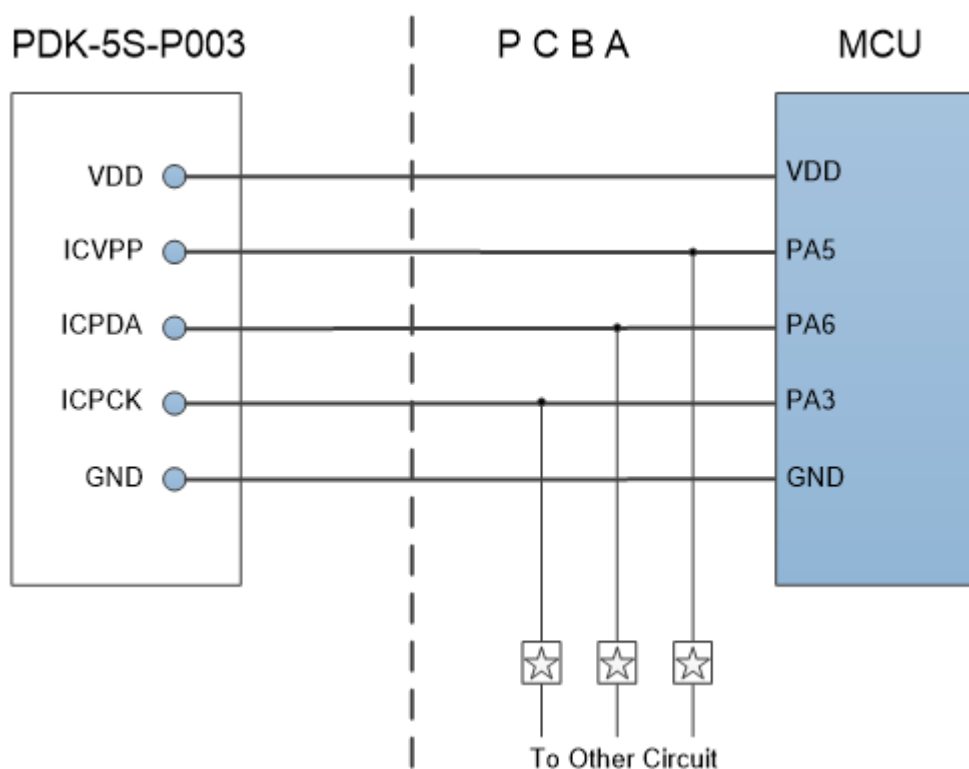 PDK-5S-P003
P C B A
MCU
VDD
VDD
ICVPP
PA5
ICPDA
PA6
ICPCK
PA3
GND
GND
To Other Circuit